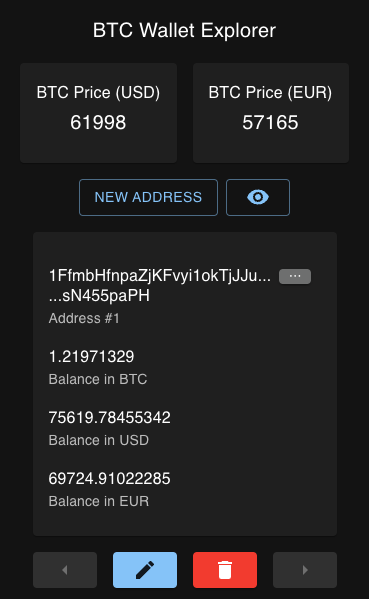 BTC Wallet Explorer
BTC Price (USD)
61998
BTC Price (EUR)
57165
NEW ADDRESS
1FfmbHfnpaZjKFvyi1okTjJJu...
...sN455paPH
Address #1
1.21971329
Balance in BTC
75619.78455342
Balance in USD
69724.91022285
Balance in EUR